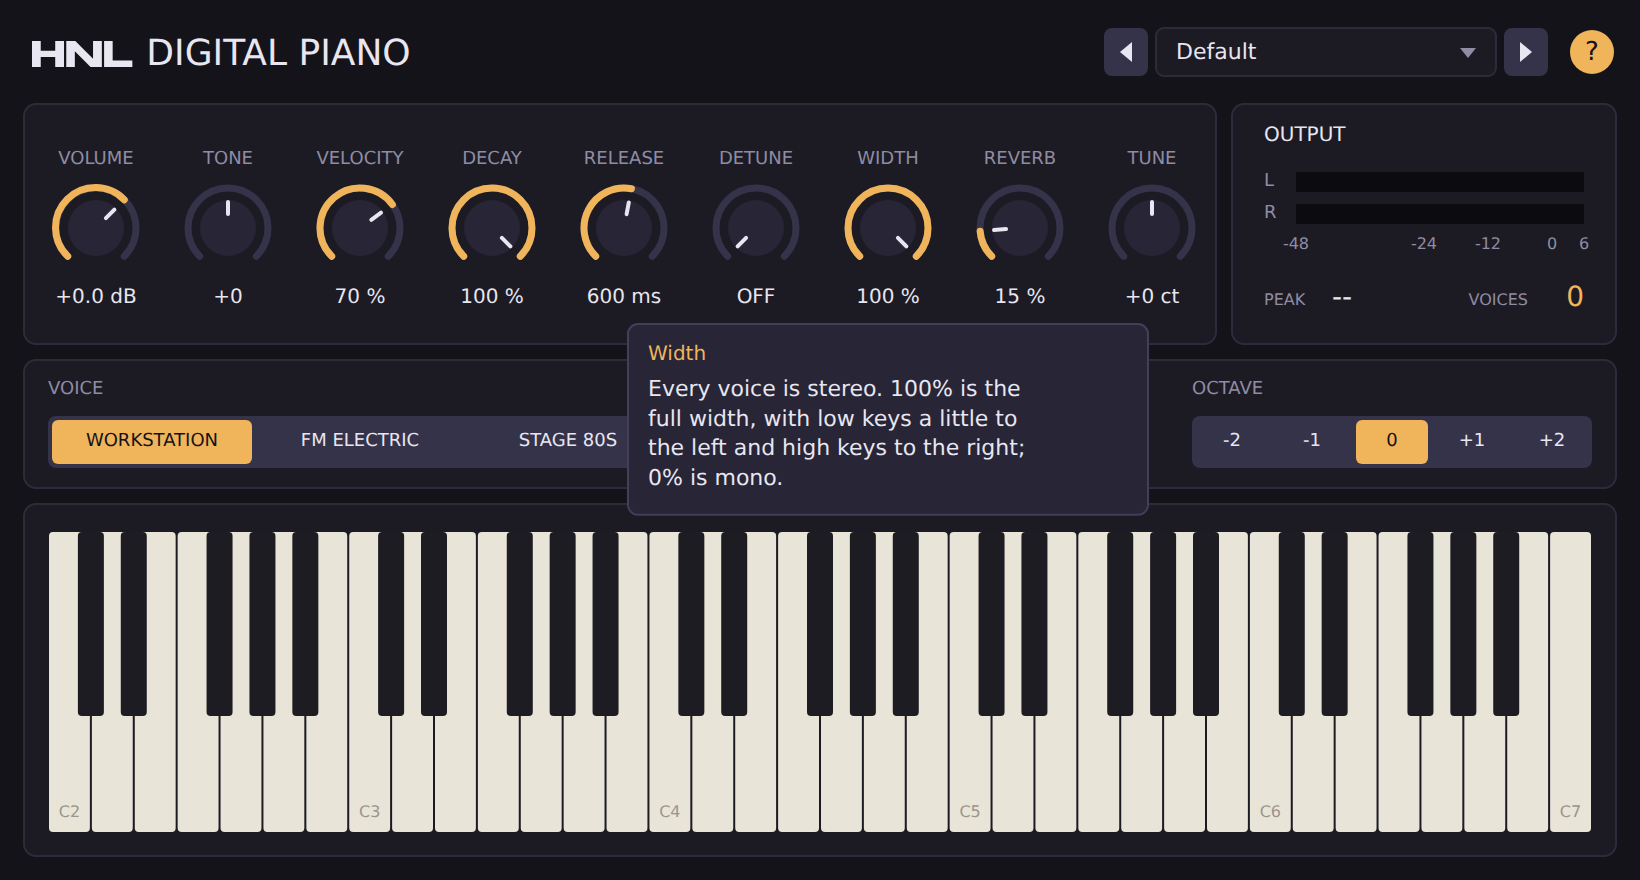 HNL DIGITAL PIANO
Default
?
VOLUME TONE VELOCITY DECAY RELEASE DETUNE WIDTH REVERB TUNE
+0.0 dB +0 70 % 100 % 600 ms OFF 100 % 15 % +0 ct
OUTPUT
L
R
-48 -24 -12 0 6
PEAK -- VOICES 0
Width
Every voice is stereo. 100% is the
full width, with low keys a little to
the left and high keys to the right;
0% is mono.
VOICE
WORKSTATION FM ELECTRIC STAGE 80S
OCTAVE
-2 -1 0 +1 +2
C2 C3 C4 C5 C6 C7